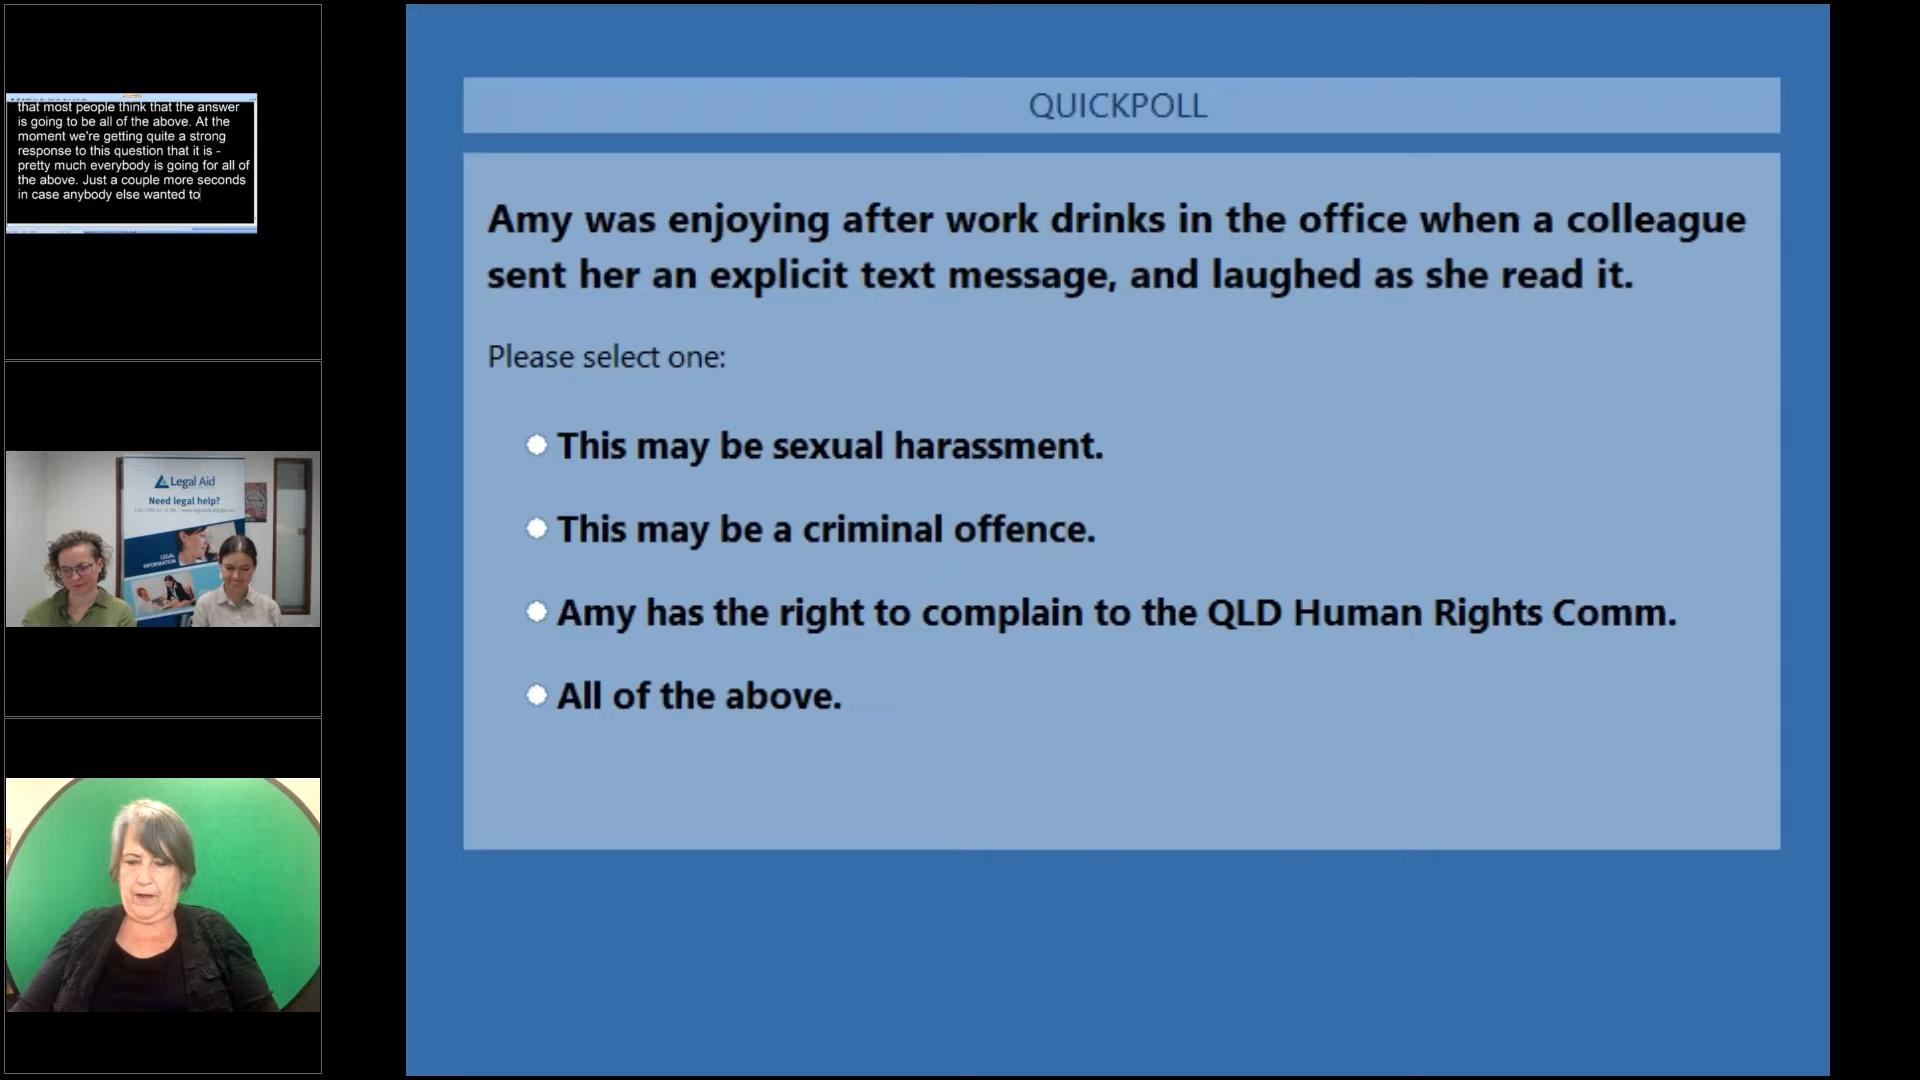 that most people think that the answer
is going to be all of the above. At the
moment we're getting quite a strong
response to this question that it is -
pretty much everybody is going for all of
the above. Just a couple more seconds
in case anybody else wanted to
Legal Aid
Need legal help?
LEGAL
INFORMATION
QUICKPOLL
Amy was enjoying after work drinks in the office when a colleague
sent her an explicit text message, and laughed as she read it.
Please select one:
This may be sexual harassment.
This may be a criminal offence.
Amy has the right to complain to the QLD Human Rights Comm.
All of the above.